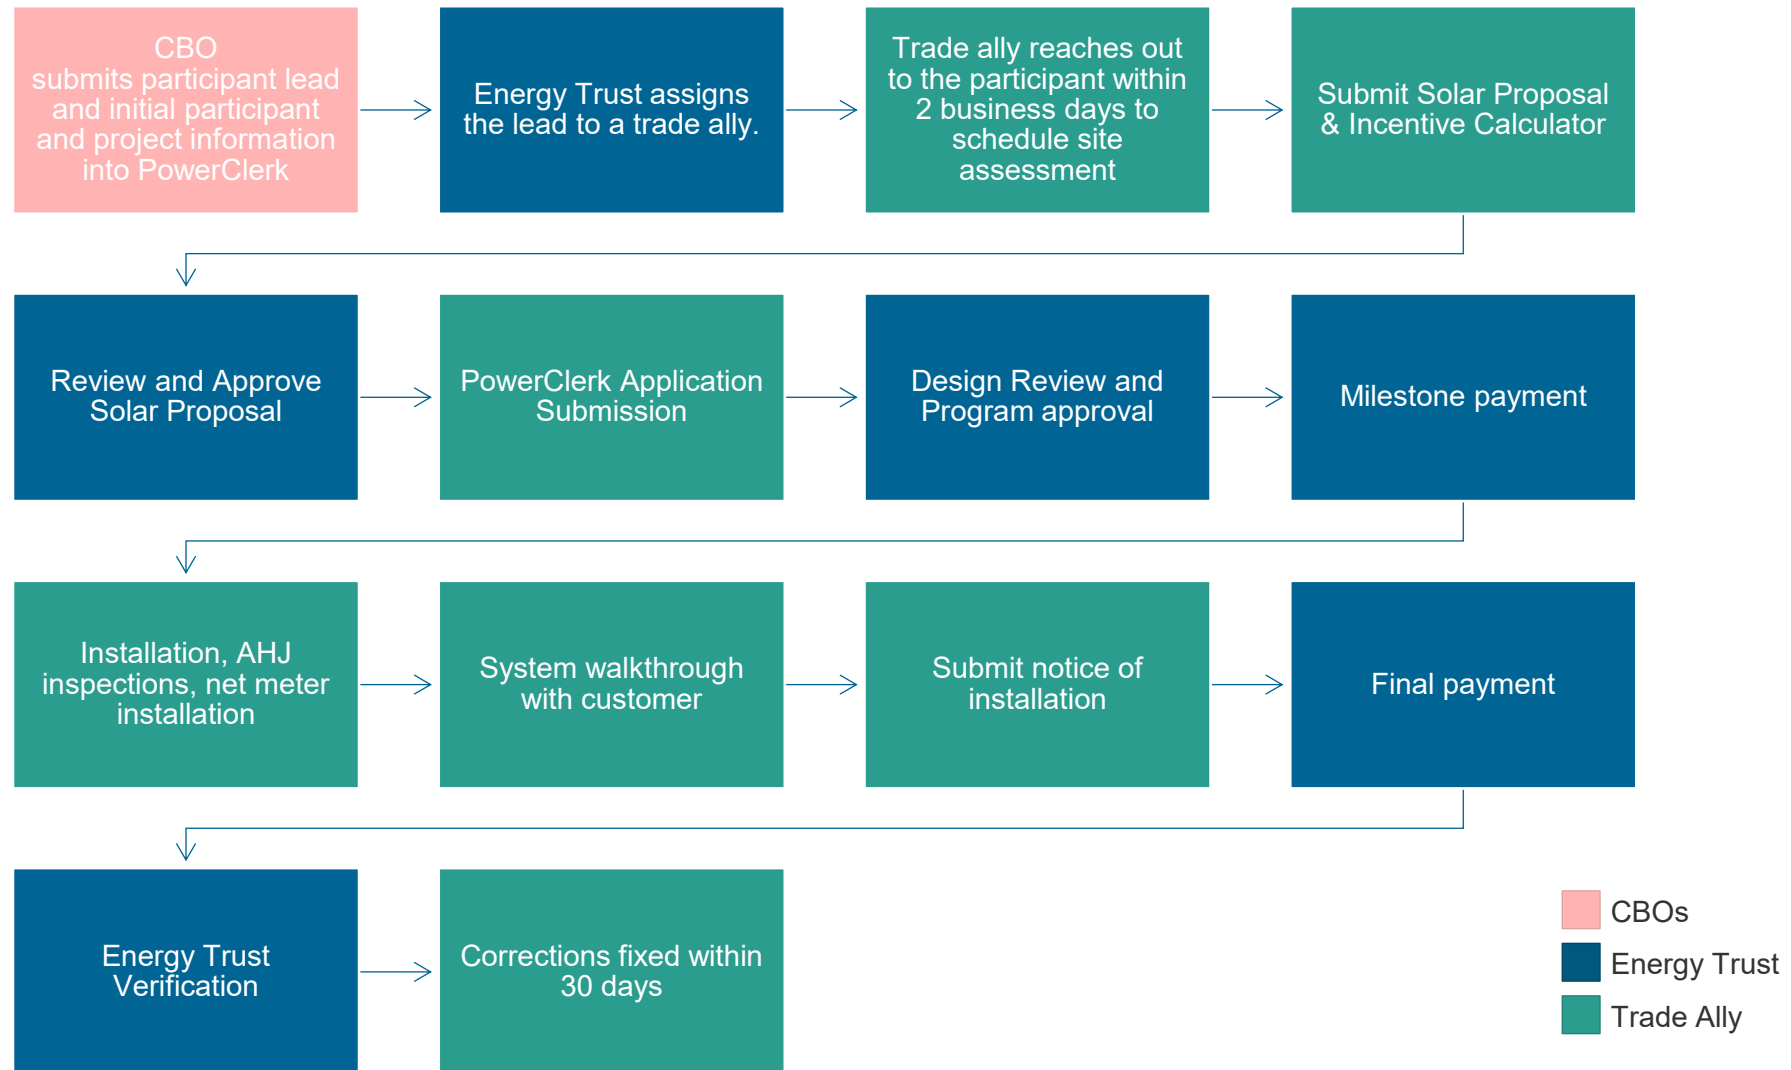 CBO
submits participant lead
and initial participant
and project information
into PowerClerk
Energy Trust assigns
the lead to a trade ally.
Trade ally reaches out
to the participant within
2 business days to
schedule site
assessment
Submit Solar Proposal
& Incentive Calculator
Review and Approve
Solar Proposal
PowerClerk Application
Submission
Design Review and
Program approval
Milestone payment
Installation, AHJ
inspections, net meter
installation
System walkthrough
with customer
Submit notice of
installation
Final payment
Energy Trust
Verification
Corrections fixed within
30 days
CBOs
Energy Trust
Trade Ally